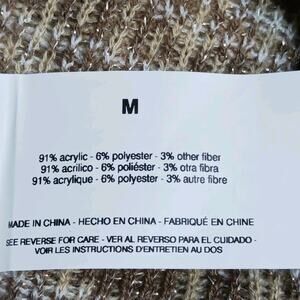 M
91% acrylic - 6% polyester - 3% other fiber
91% acrilico - 6% poliéster - 3% otra fibra
91% acrylique - 6% polyester - 3% autre fibre
MADE IN CHINA - HECHO EN CHINA - FABRIQUÉ EN CHINE
SEE REVERSE FOR CARE - VER AL REVERSO PARA EL CUIDADO -
VOIR LES INSTRUCTIONS D'ENTRETIEN AU DOS